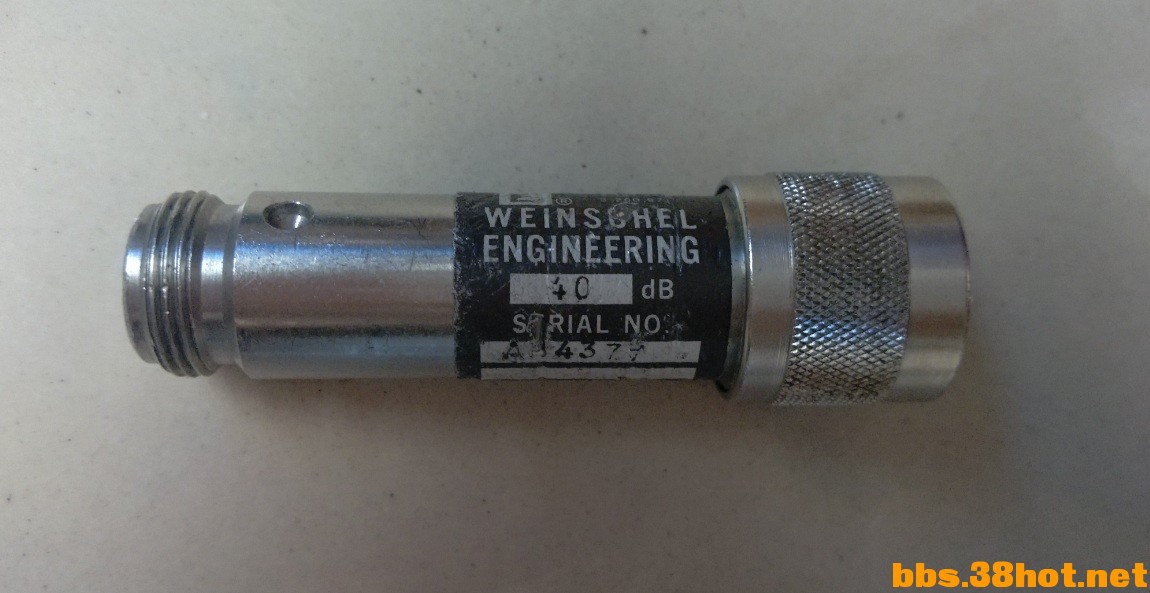 ®
WEINSCHEL
ENGINEERING
40 dB
SERIAL NO.
bbs.38hot.net